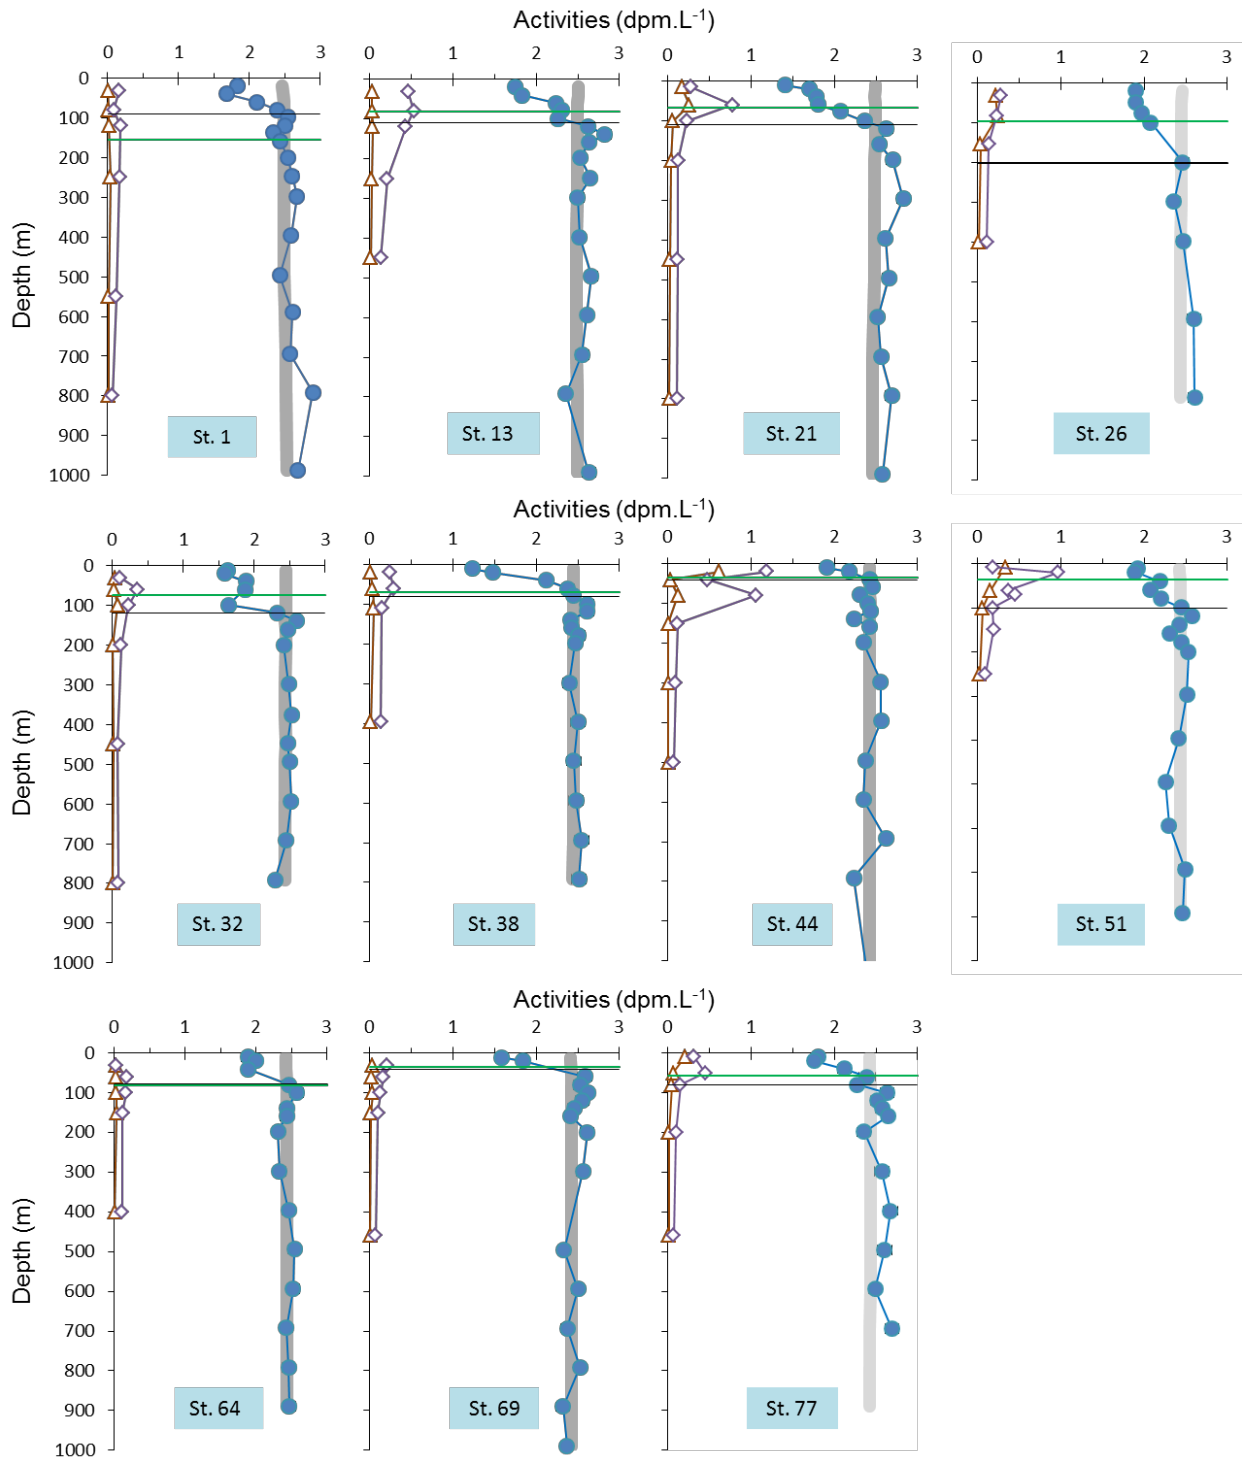 Activities (dpm.L-1)
0 1 2 3 0 1 2 3 0 1 2 3 0 1 2 3
0
100
200
300
400
500
600
700
800
900
1000
Depth (m)
St. 1 St. 13 St. 21 St. 26
Activities (dpm.L-1)
0 1 2 3 0 1 2 3 0 1 2 3 0 1 2 3
0
100
200
300
400
500
600
700
800
900
1000
Depth (m)
St. 32 St. 38 St. 44 St. 51
Activities (dpm.L-1)
0 1 2 3 0 1 2 3 0 1 2 3
0
100
200
300
400
500
600
700
800
900
1000
Depth (m)
St. 64 St. 69 St. 77